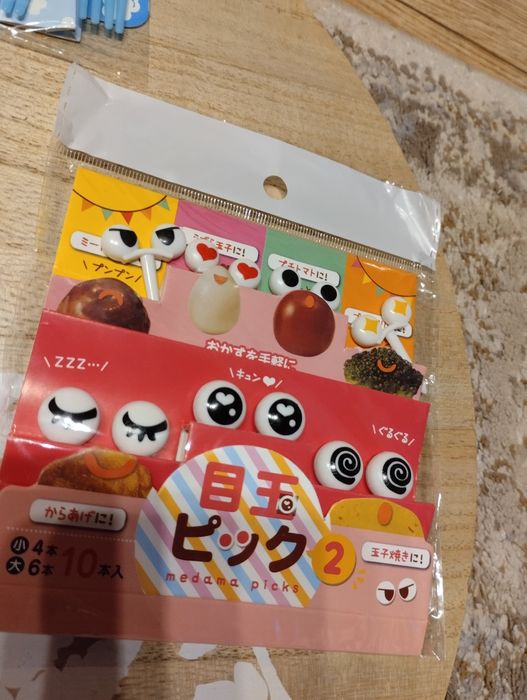 ミー
うずら玉子に!
プチトマトに!
プンプン
おかずを手軽に
ZZZ…
キュン♥
ぐるぐる
からあげに!
目玉
ピック 2
medama picks
玉子焼きに!
小 4本
大 6本 10本入